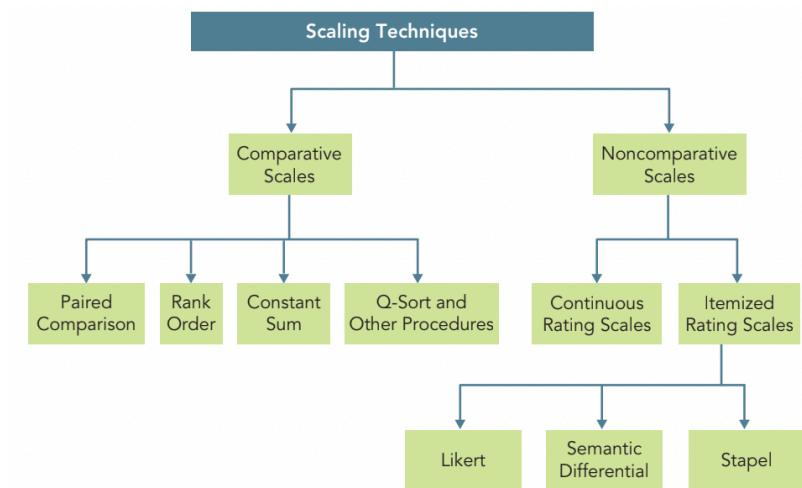 Scaling Techniques
Comparative
Scales
Noncomparative
Scales
Paired
Comparison
Rank
Order
Constant
Sum
Q-Sort and
Other Procedures
Continuous
Rating Scales
Itemized
Rating Scales
Likert
Semantic
Differential
Stapel